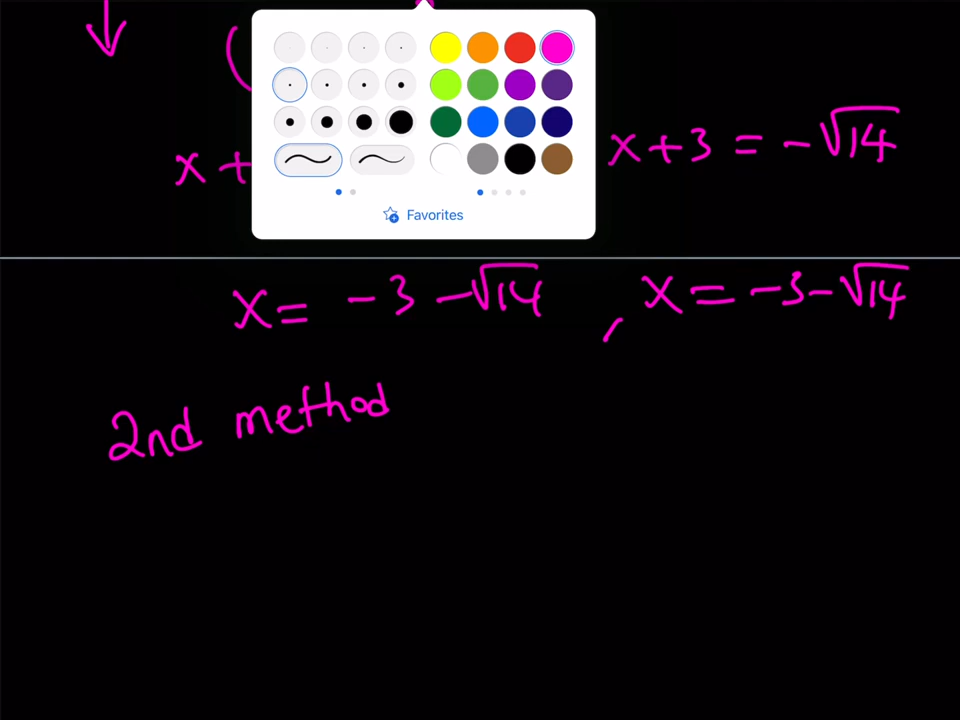 x +
x + 3 = -√14
Favorites
x = -3 -√14 , x = -3 -√14
2nd method